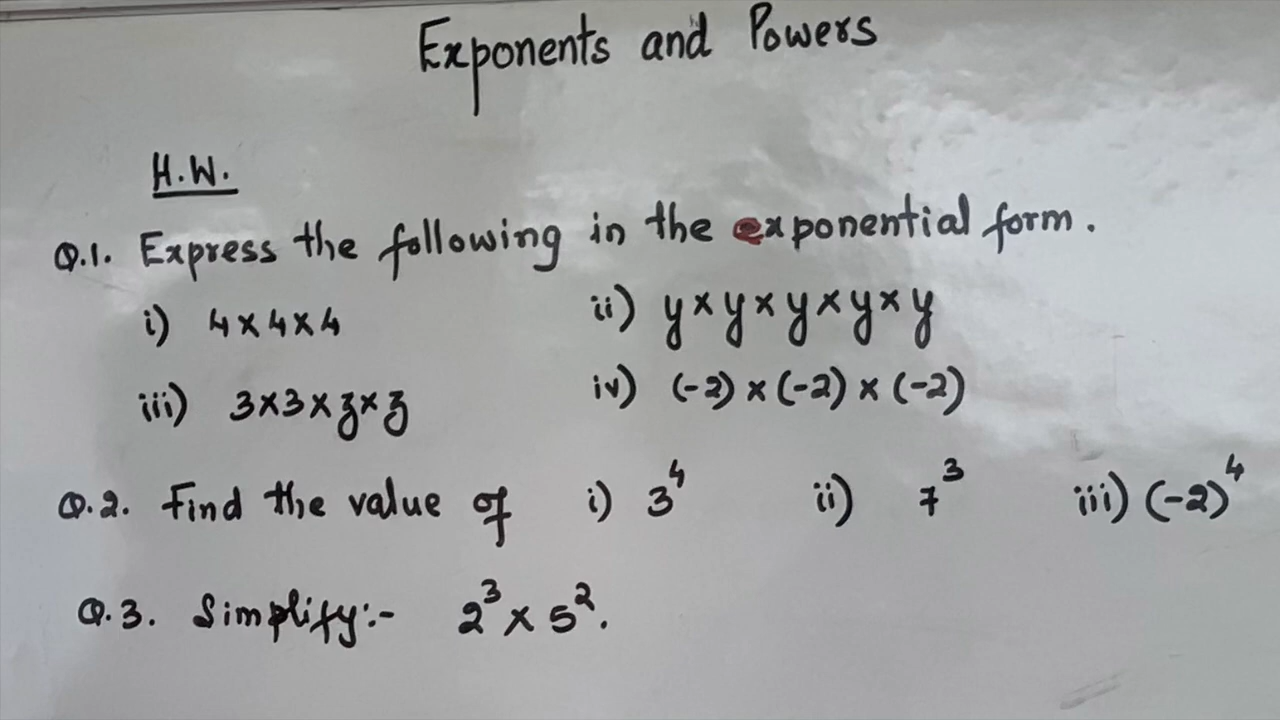 Exponents and Powers
H.W.
Q.1. Express the following in the exponential form.
i) 4×4×4 ii) y×y×y×y×y
iii) 3×3×z×z iv) (-2)×(-2)×(-2)
Q.2. Find the value of i) 3⁴ ii) 7³ iii) (-2)⁴
Q.3. Simplify:- 2³×5².